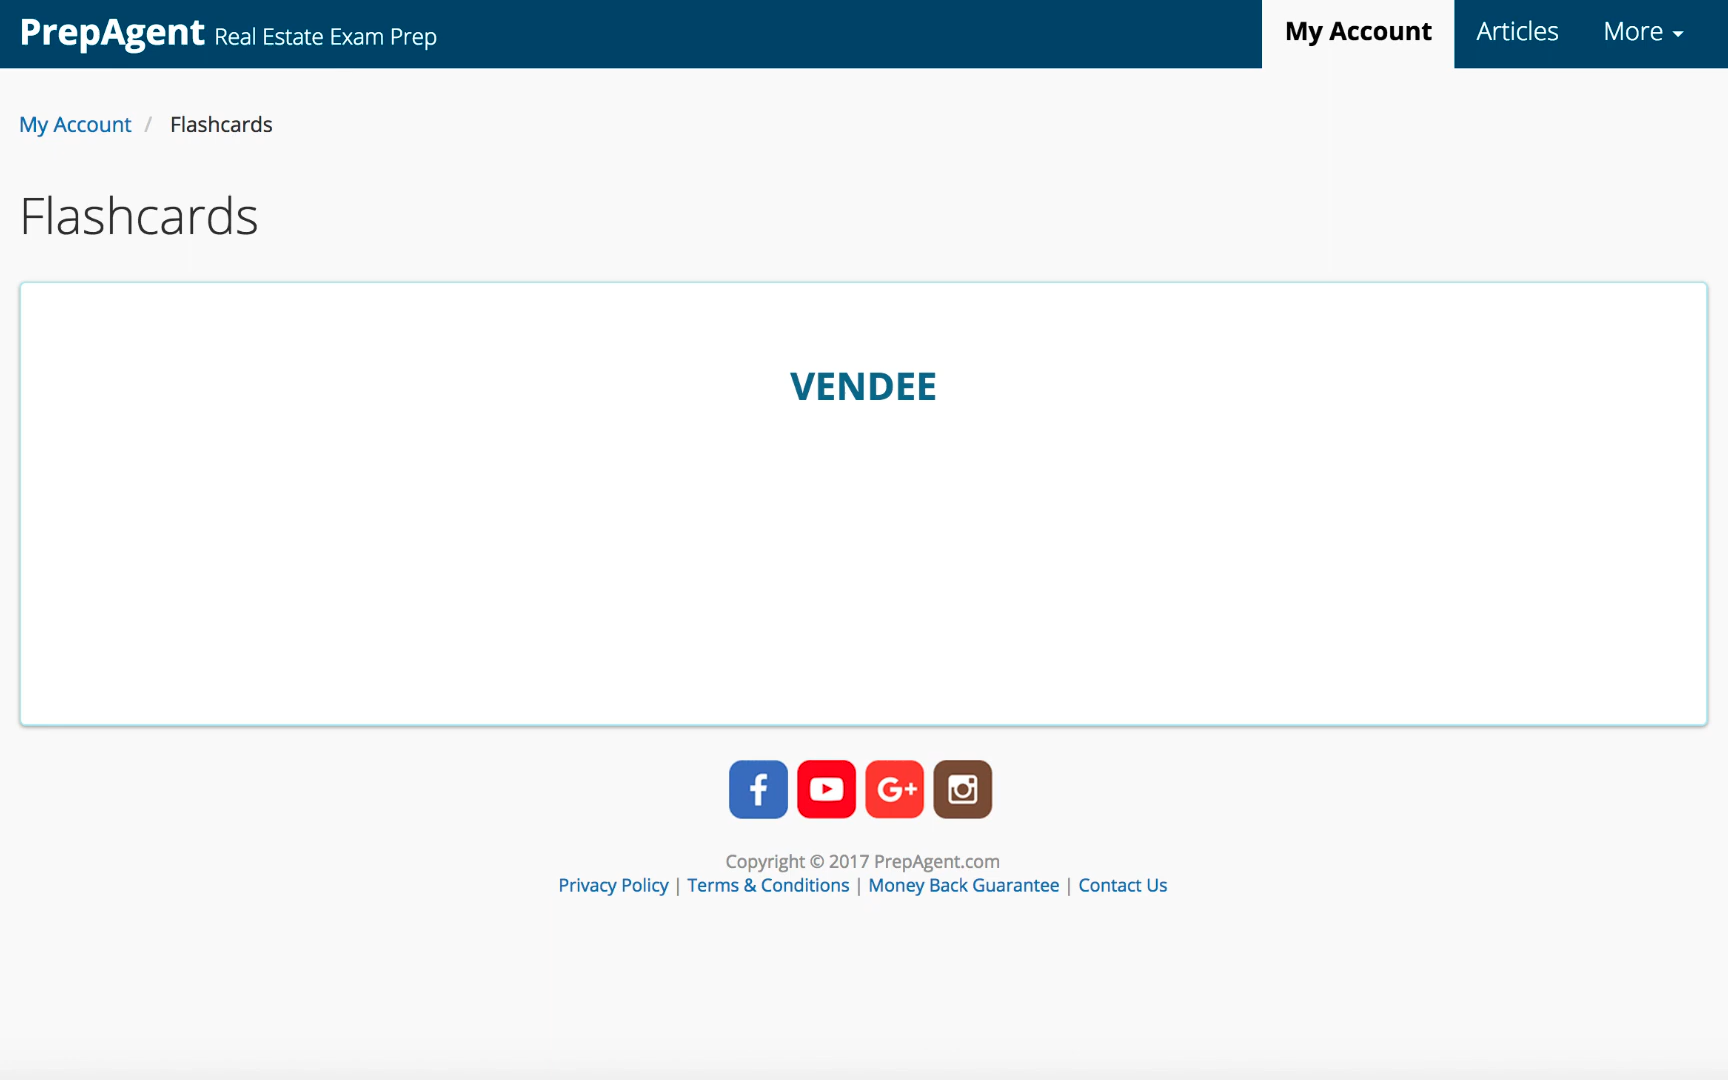 PrepAgent Real Estate Exam Prep
My Account Articles More
My Account / Flashcards
Flashcards
VENDEE
f G+
Copyright © 2017 PrepAgent.com
Privacy Policy | Terms & Conditions | Money Back Guarantee | Contact Us